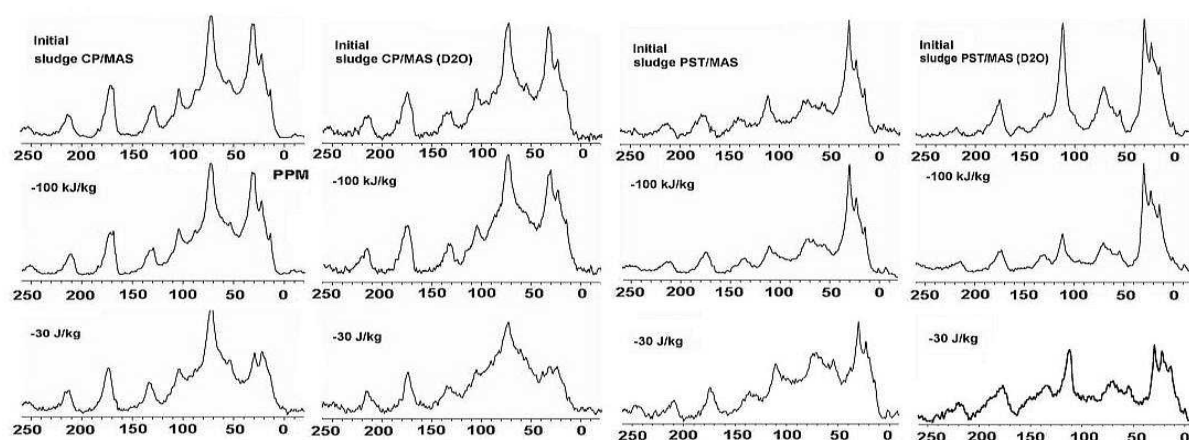 Initial
sludge CP/MAS
250 200 150 100 50 0
Initial
sludge CP/MAS (D2O)
250 200 150 100 50 0
Initial
sludge PST/MAS
250 200 150 100 50 0
Initial
sludge PST/MAS (D2O)
250 200 150 100 50 0
-100 kJ/kg
PPM
250 200 150 100 50 0
-100 kJ/kg
250 200 150 100 50 0
-100 kJ/kg
250 200 150 100 50 0
-100 kJ/kg
250 200 150 100 50 0
-30 J/kg
250 200 150 100 50 0
-30 J/kg
250 200 150 100 50 0
-30 J/kg
250 200 150 100 50 0
-30 J/kg
250 200 150 100 50 0